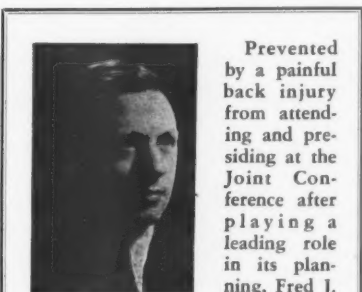 Prevented
by a painful
back injury
from attend-
ing and pre-
siding at the
Joint Con-
ference after
playing a
leading role
in its plan-
ning, Fred J.